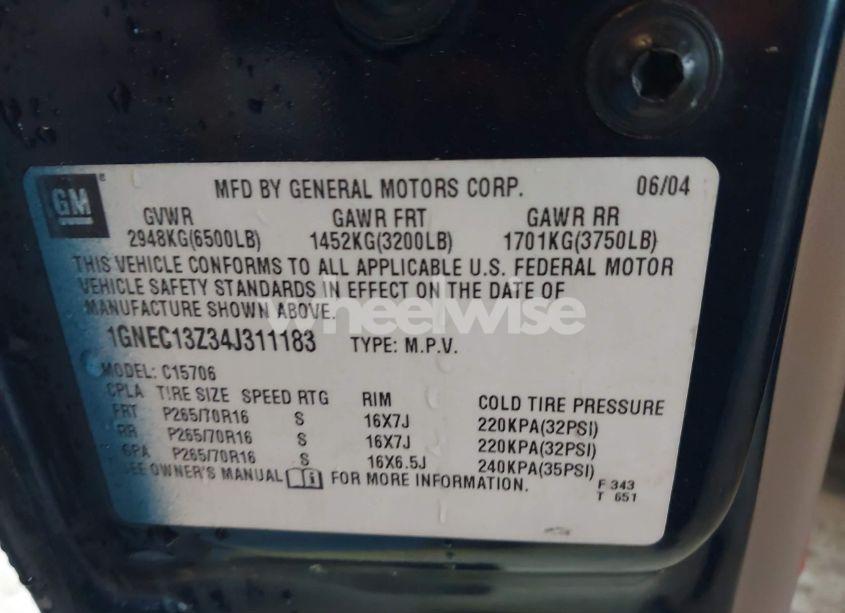 GM
MFD BY GENERAL MOTORS CORP. 06/04
GVWR GAWR FRT GAWR RR
2948KG(6500LB) 1452KG(3200LB) 1701KG(3750LB)
THIS VEHICLE CONFORMS TO ALL APPLICABLE U.S. FEDERAL MOTOR
VEHICLE SAFETY STANDARDS IN EFFECT ON THE DATE OF
MANUFACTURE SHOWN ABOVE.
wheelwise
1GNEC13Z34J311183 TYPE: M.P.V.
MODEL: C15706
CPLA TIRE SIZE SPEED RTG RIM COLD TIRE PRESSURE
FRT P265/70R16 S 16X7J 220KPA(32PSI)
RR P265/70R16 S 16X7J 220KPA(32PSI)
SPA P265/70R16 S 16X6.5J 240KPA(35PSI)
SEE OWNER'S MANUAL FOR MORE INFORMATION.
F 343
T 651